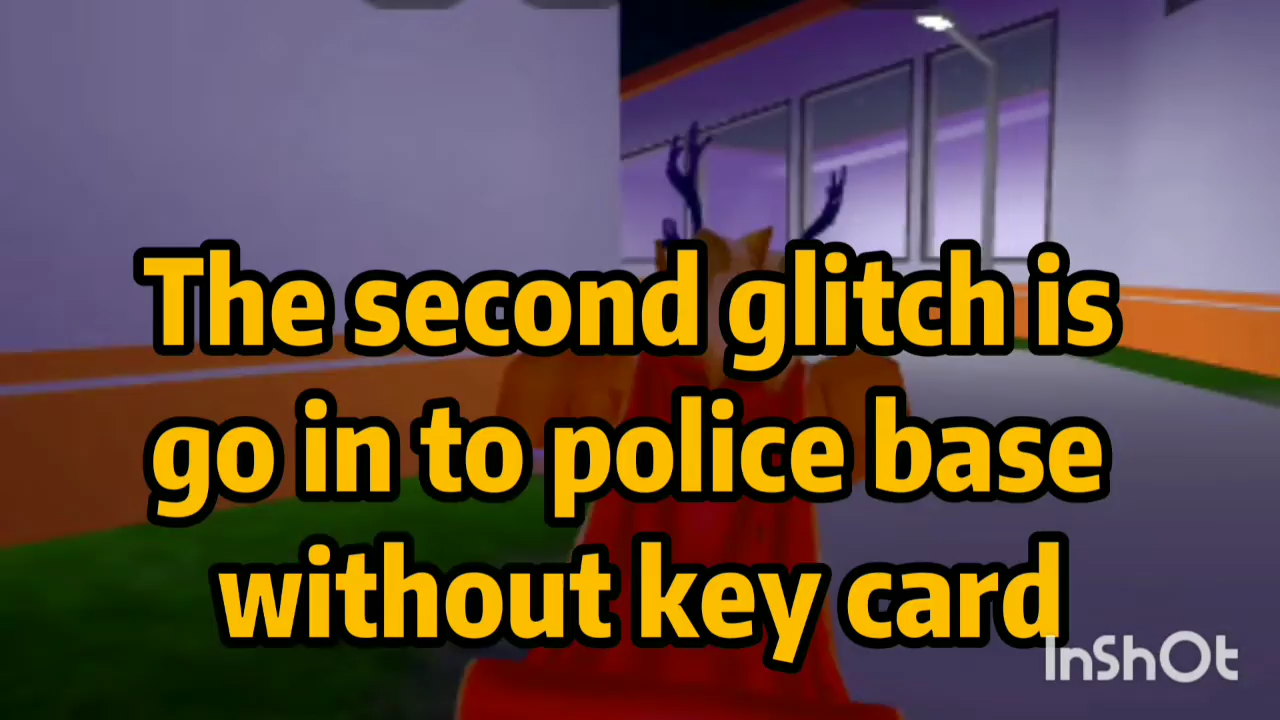 The second glitch is
go in to police base
without key card
InShOt